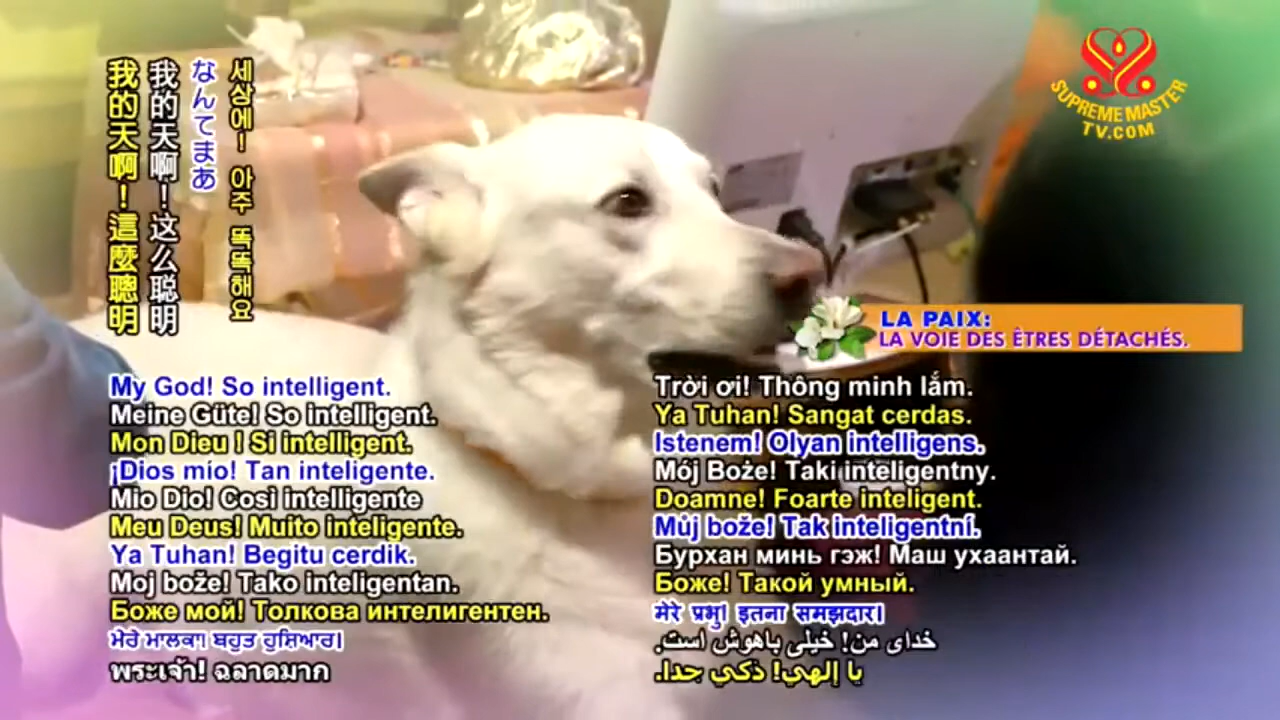 세상에! 아주 똑똑해요
なんてまあ
我的天啊!这么聪明
我的天啊!這麼聰明
SUPREME MASTER
TV.COM
LA PAIX:
LA VOIE DES ÊTRES DÉTACHÉS.
My God! So intelligent.
Meine Güte! So intelligent.
Mon Dieu ! Si intelligent.
¡Dios mío! Tan inteligente.
Mio Dio! Così intelligente
Meu Deus! Muito inteligente.
Ya Tuhan! Begitu cerdik.
Moj bože! Tako inteligentan.
Боже мой! Толкова интелигентен.
ਮੇਰੇ ਮਾਲਕ! ਬਹੁਤ ਹੁਸ਼ਿਆਰ।
พระเจ้า! ฉลาดมาก
Trời ơi! Thông minh lắm.
Ya Tuhan! Sangat cerdas.
Istenem! Olyan intelligens.
Mój Boże! Taki inteligentny.
Doamne! Foarte inteligent.
Můj bože! Tak inteligentní.
Бурхан минь гэж! Маш ухаантай.
Боже! Такой умный.
मेरे प्रभु! इतना समझदार।
خدای من! خیلی باهوش است.
يا إلهي! ذكي جدا.